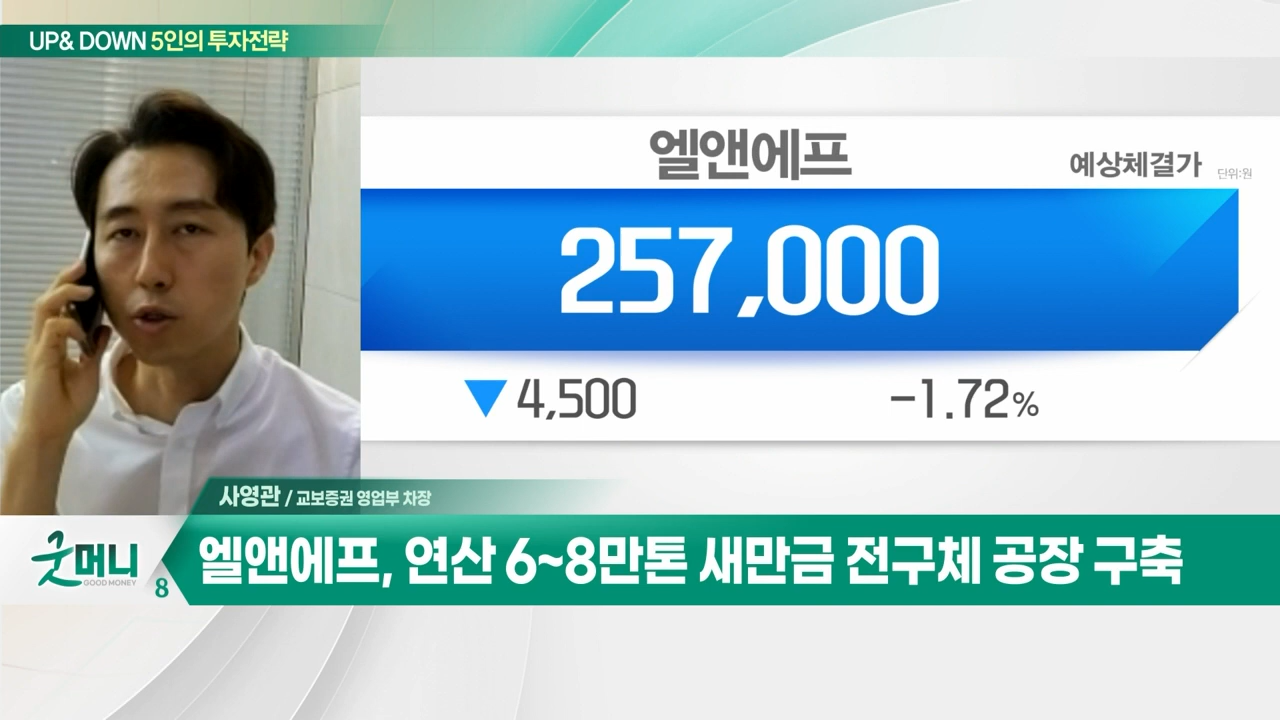 UP& DOWN 5인의 투자전략
엘앤에프
예상체결가 단위:원
257,000
▼4,500 -1.72%
사영관 / 교보증권 영업부 차장
굿머니
GOOD MONEY
8
엘앤에프, 연산 6~8만톤 새만금 전구체 공장 구축